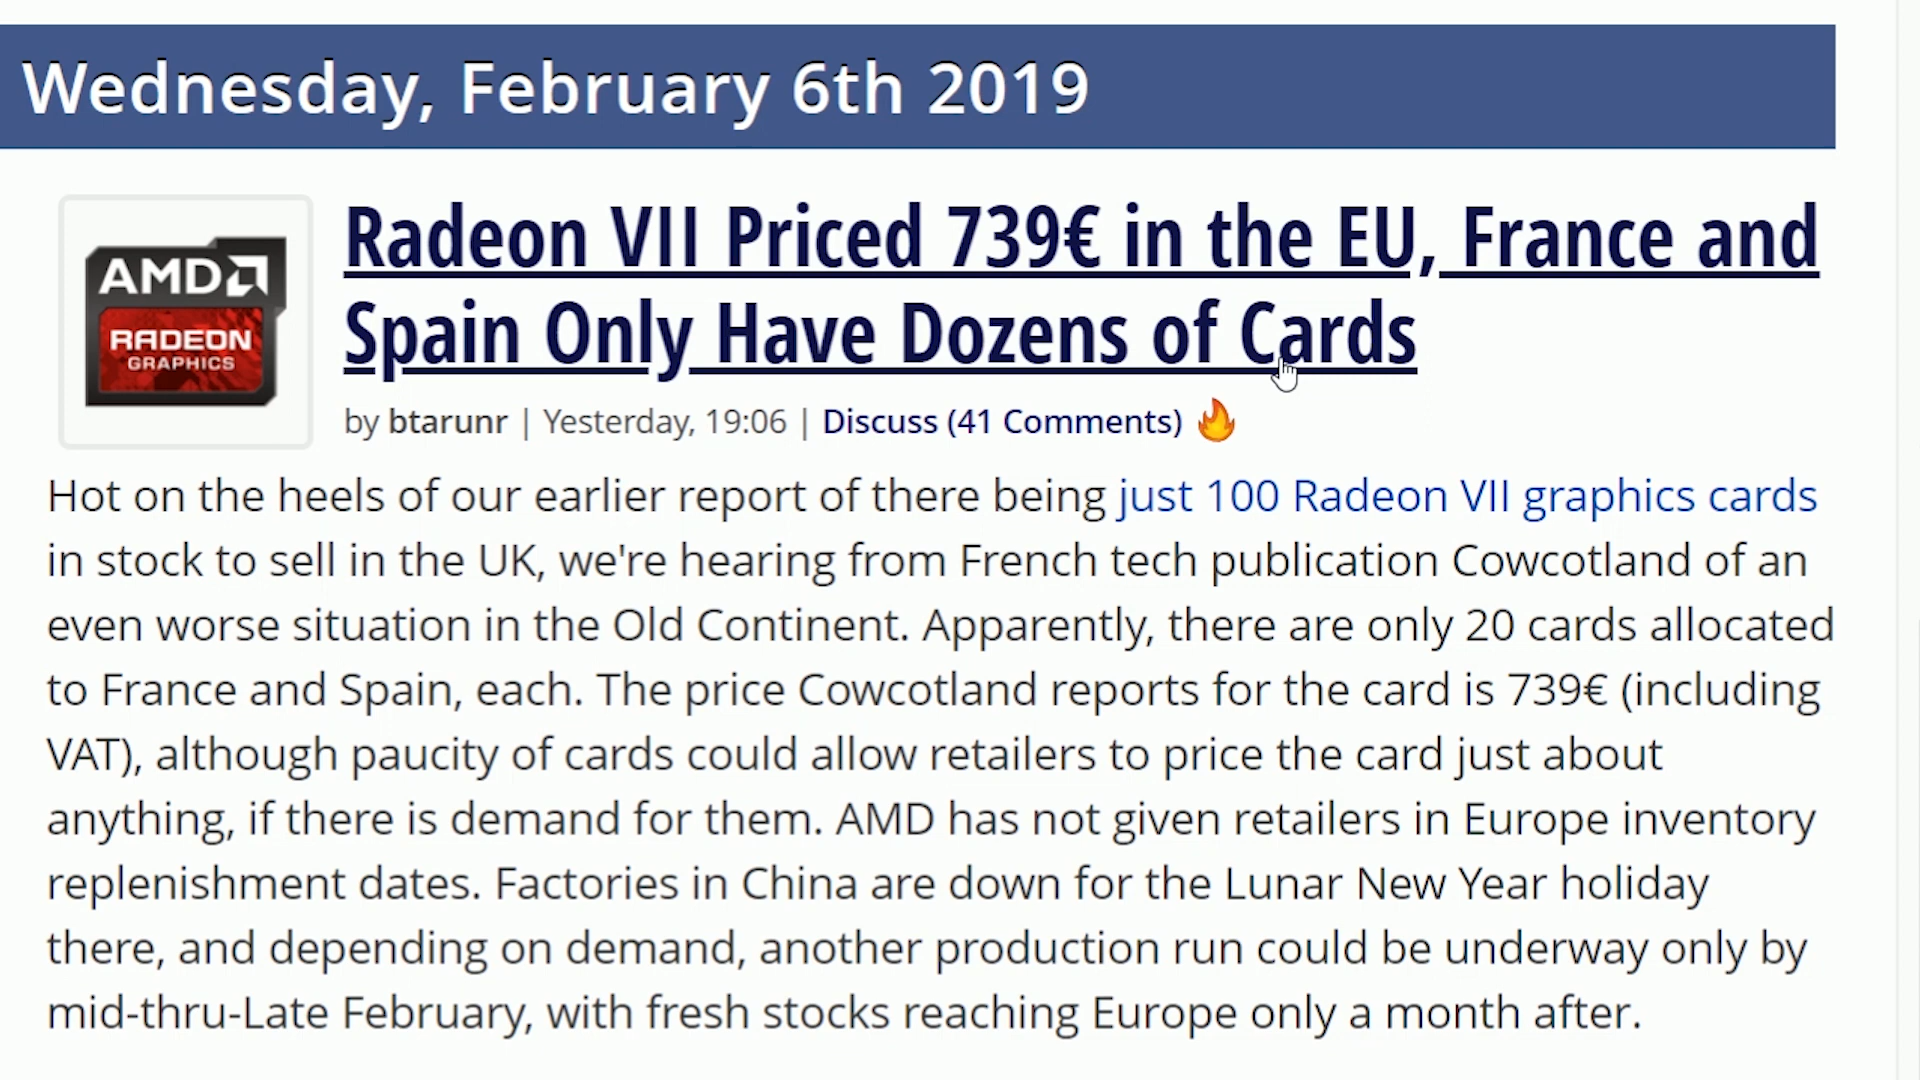 Wednesday, February 6th 2019
AMD
RADEON
GRAPHICS
Radeon VII Priced 739€ in the EU, France and
Spain Only Have Dozens of Cards
by btarunr | Yesterday, 19:06 | Discuss (41 Comments)
Hot on the heels of our earlier report of there being just 100 Radeon VII graphics cards
in stock to sell in the UK, we're hearing from French tech publication Cowcotland of an
even worse situation in the Old Continent. Apparently, there are only 20 cards allocated
to France and Spain, each. The price Cowcotland reports for the card is 739€ (including
VAT), although paucity of cards could allow retailers to price the card just about
anything, if there is demand for them. AMD has not given retailers in Europe inventory
replenishment dates. Factories in China are down for the Lunar New Year holiday
there, and depending on demand, another production run could be underway only by
mid-thru-Late February, with fresh stocks reaching Europe only a month after.